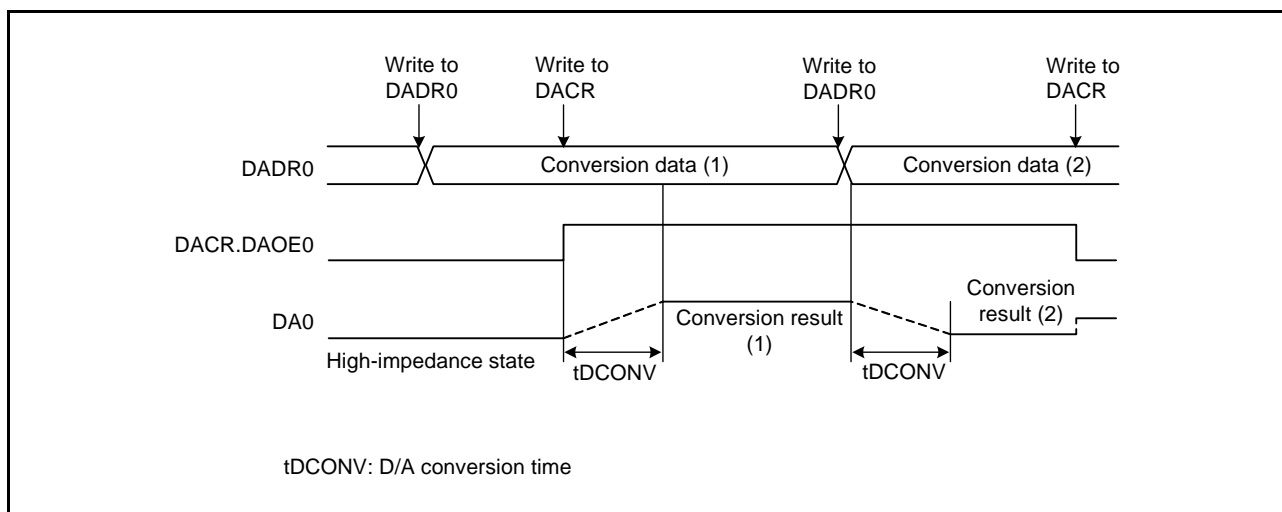 Write to
DADR0
Write to
DACR
Write to
DADR0
Write to
DACR
DADR0
Conversion data (1)
Conversion data (2)
DACR.DAOE0
DA0
High-impedance state
Conversion result
(1)
Conversion
result (2)
tDCONV
tDCONV
tDCONV: D/A conversion time